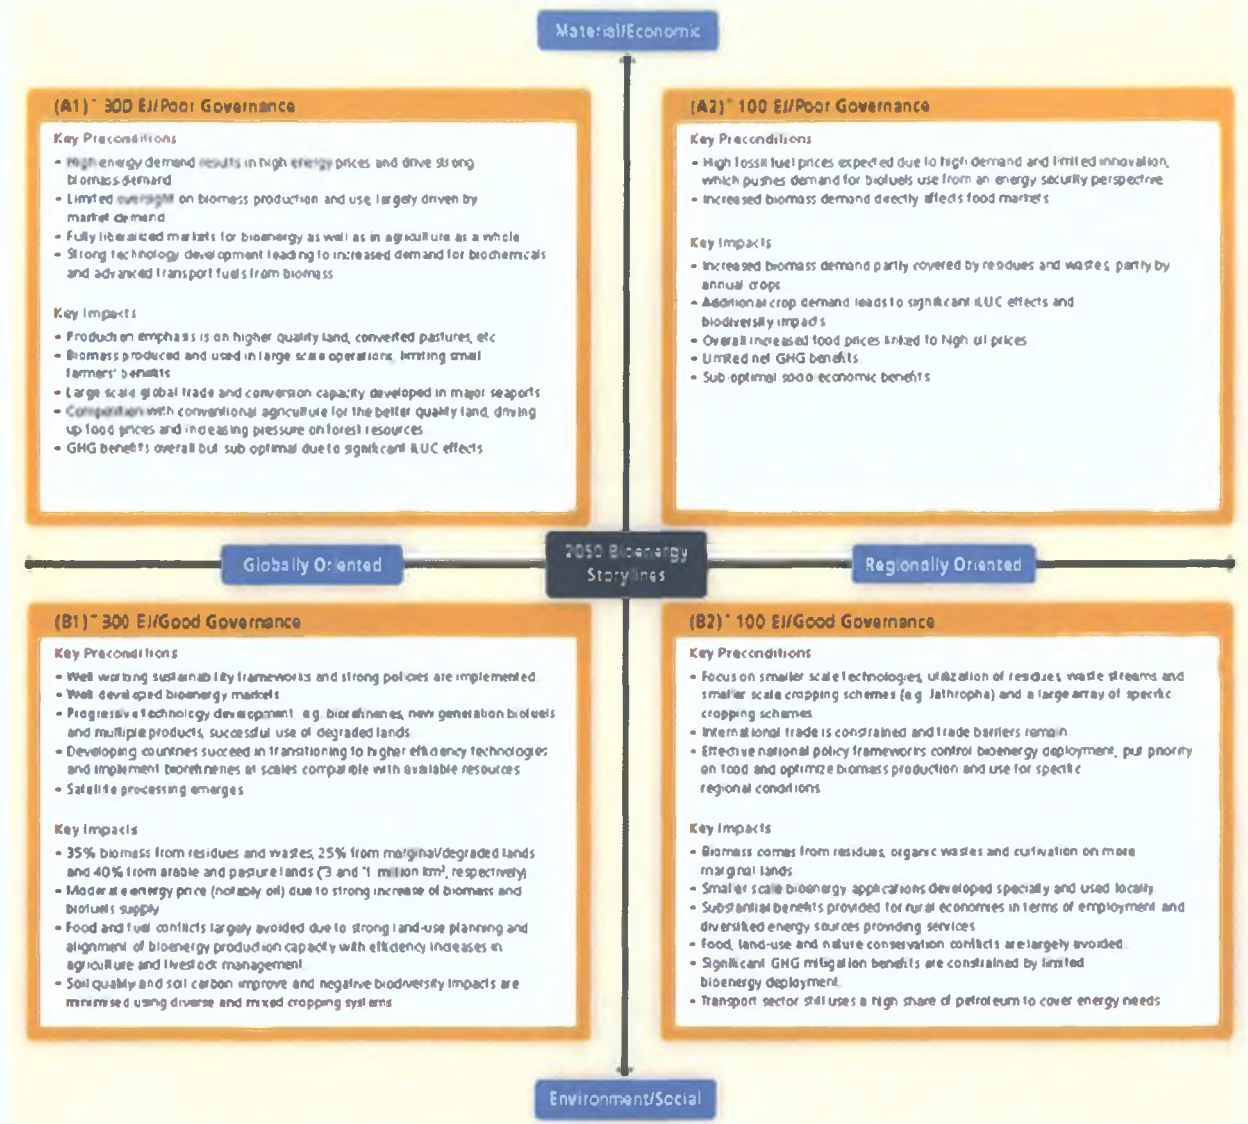 Material/Economic
(A1)~ 300 EJ/Poor Governance
Key Preconditions
• High energy demand results in high energy prices and drive strong
biomass demand
• Limited oversight on biomass production and use, largely driven by
market demand
• Fully liberalized markets for bioenergy as well as in agriculture as a whole
• Strong technology development leading to increased demand for biochemicals
and advanced transport fuels from biomass
Key Impacts
• Production emphasis is on higher quality land, converted pastures, etc
• Biomass produced and used in large scale operations, limiting small
farmers' benefits
• Large scale global trade and conversion capacity developed in major seaports
• Competition with conventional agriculture for the better quality land, driving
up food prices and increasing pressure on forest resources
• GHG benefits overall but sub optimal due to significant iLUC effects
(A2)~ 100 EJ/Poor Governance
Key Preconditions
• High fossil fuel prices expected due to high demand and limited innovation,
which pushes demand for biofuels use from an energy security perspective
• Increased biomass demand directly affects food markets
Key Impacts
• Increased biomass demand partly covered by residues and wastes, partly by
annual crops
• Additional crop demand leads to significant iLUC effects and
biodiversity impacts
• Overall increased food prices linked to high oil prices
• Limited net GHG benefits
• Sub optimal socio economic benefits
Globally Oriented
2050 Bioenergy
Storylines
Regionally Oriented
(B1)~ 300 EJ/Good Governance
Key Preconditions
• Well working sustainability frameworks and strong policies are implemented
• Well developed bioenergy markets
• Progressive technology development, e.g. biorefineries, new generation biofuels
and multiple products, successful use of degraded lands
• Developing countries succeed in transitioning to higher efficiency technologies
and implement biorefineries at scales compatible with available resources
• Satellite processing emerges
Key Impacts
• 35% biomass from residues and wastes, 25% from marginal/degraded lands
and 40% from arable and pasture lands (~3 and ~1 million km², respectively)
• Moderate energy price (notably oil) due to strong increase of biomass and
biofuels supply
• Food and fuel conflicts largely avoided due to strong land-use planning and
alignment of bioenergy production capacity with efficiency increases in
agriculture and livestock management
• Soil quality and soil carbon improve and negative biodiversity impacts are
minimised using diverse and mixed cropping systems
(B2)~ 100 EJ/Good Governance
Key Preconditions
• Focus on smaller scale technologies, utilization of residues, waste streams and
smaller scale cropping schemes (e.g. Jathropha) and a large array of specific
cropping schemes
• International trade is constrained and trade barriers remain
• Effective national policy frameworks control bioenergy deployment, put priority
on food and optimize biomass production and use for specific
regional conditions
Key Impacts
• Biomass comes from residues, organic wastes and cultivation on more
marginal lands
• Smaller scale bioenergy applications developed specially and used locally
• Substantial benefits provided for rural economies in terms of employment and
diversified energy sources providing services
• Food, land-use and nature conservation conflicts are largely avoided
• Significant GHG mitigation benefits are constrained by limited
bioenergy deployment
• Transport sector still uses a high share of petroleum to cover energy needs
Environment/Social